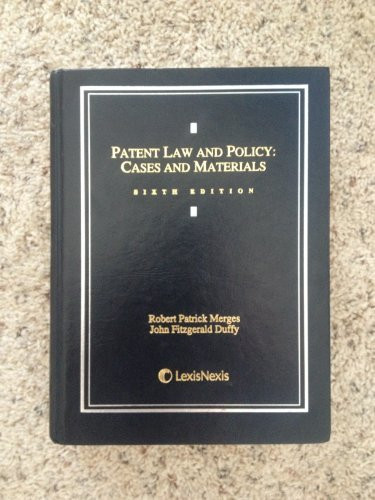 PATENT LAW AND POLICY:
CASES AND MATERIALS
SIXTH EDITION
Robert Patrick Merges
John Fitzgerald Duffy
LexisNexis